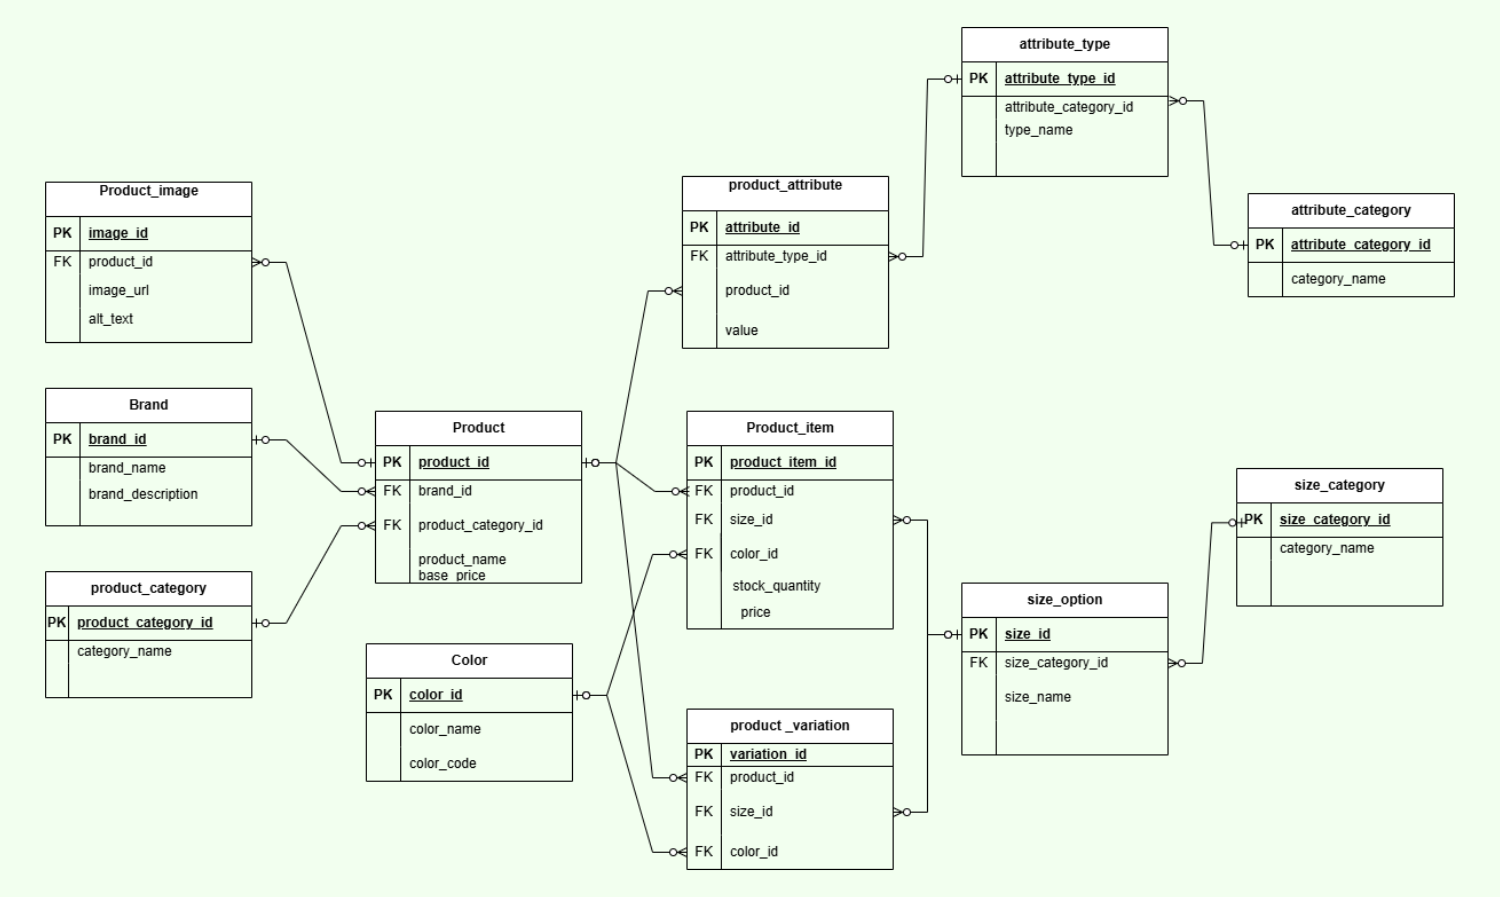 attribute_type
PK attribute_type_id
attribute_category_id
type_name
Product_image
PK image_id
FK product_id
image_url
alt_text
product_attribute
PK attribute_id
FK attribute_type_id
product_id
value
attribute_category
PK attribute_category_id
category_name
Brand
PK brand_id
brand_name
brand_description
Product
PK product_id
FK brand_id
FK product_category_id
product_name
base_price
Product_item
PK product_item_id
FK product_id
FK size_id
FK color_id
stock_quantity
price
size_category
PK size_category_id
category_name
product_category
PK product_category_id
category_name
Color
PK color_id
color_name
color_code
product _variation
PK variation_id
FK product_id
FK size_id
FK color_id
size_option
PK size_id
FK size_category_id
size_name